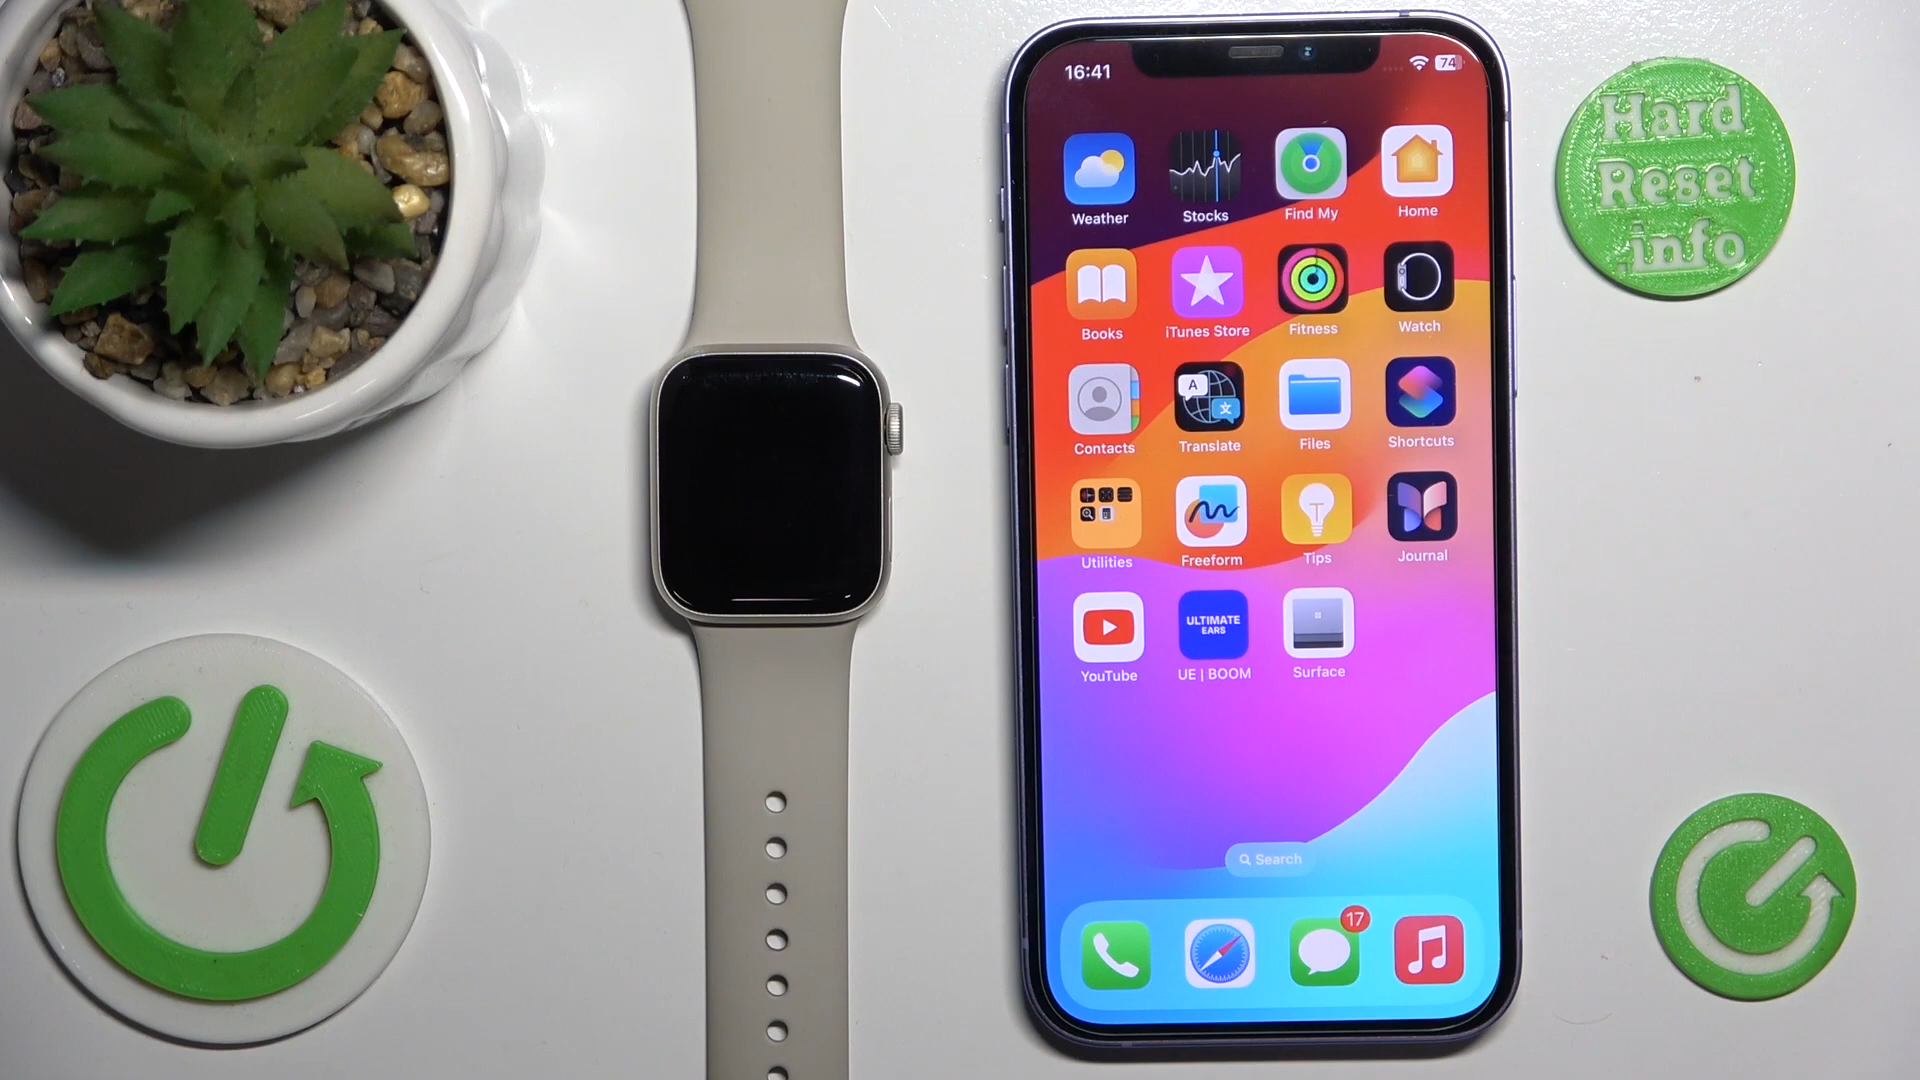 16:41
74
Weather
Stocks
Find My
Home
Books
iTunes Store
Fitness
Watch
Contacts
A
文
Translate
Files
Shortcuts
Utilities
Freeform
Tips
Journal
YouTube
ULTIMATE
EARS
UE | BOOM
Surface
Search
17
Hard
Reset
.info